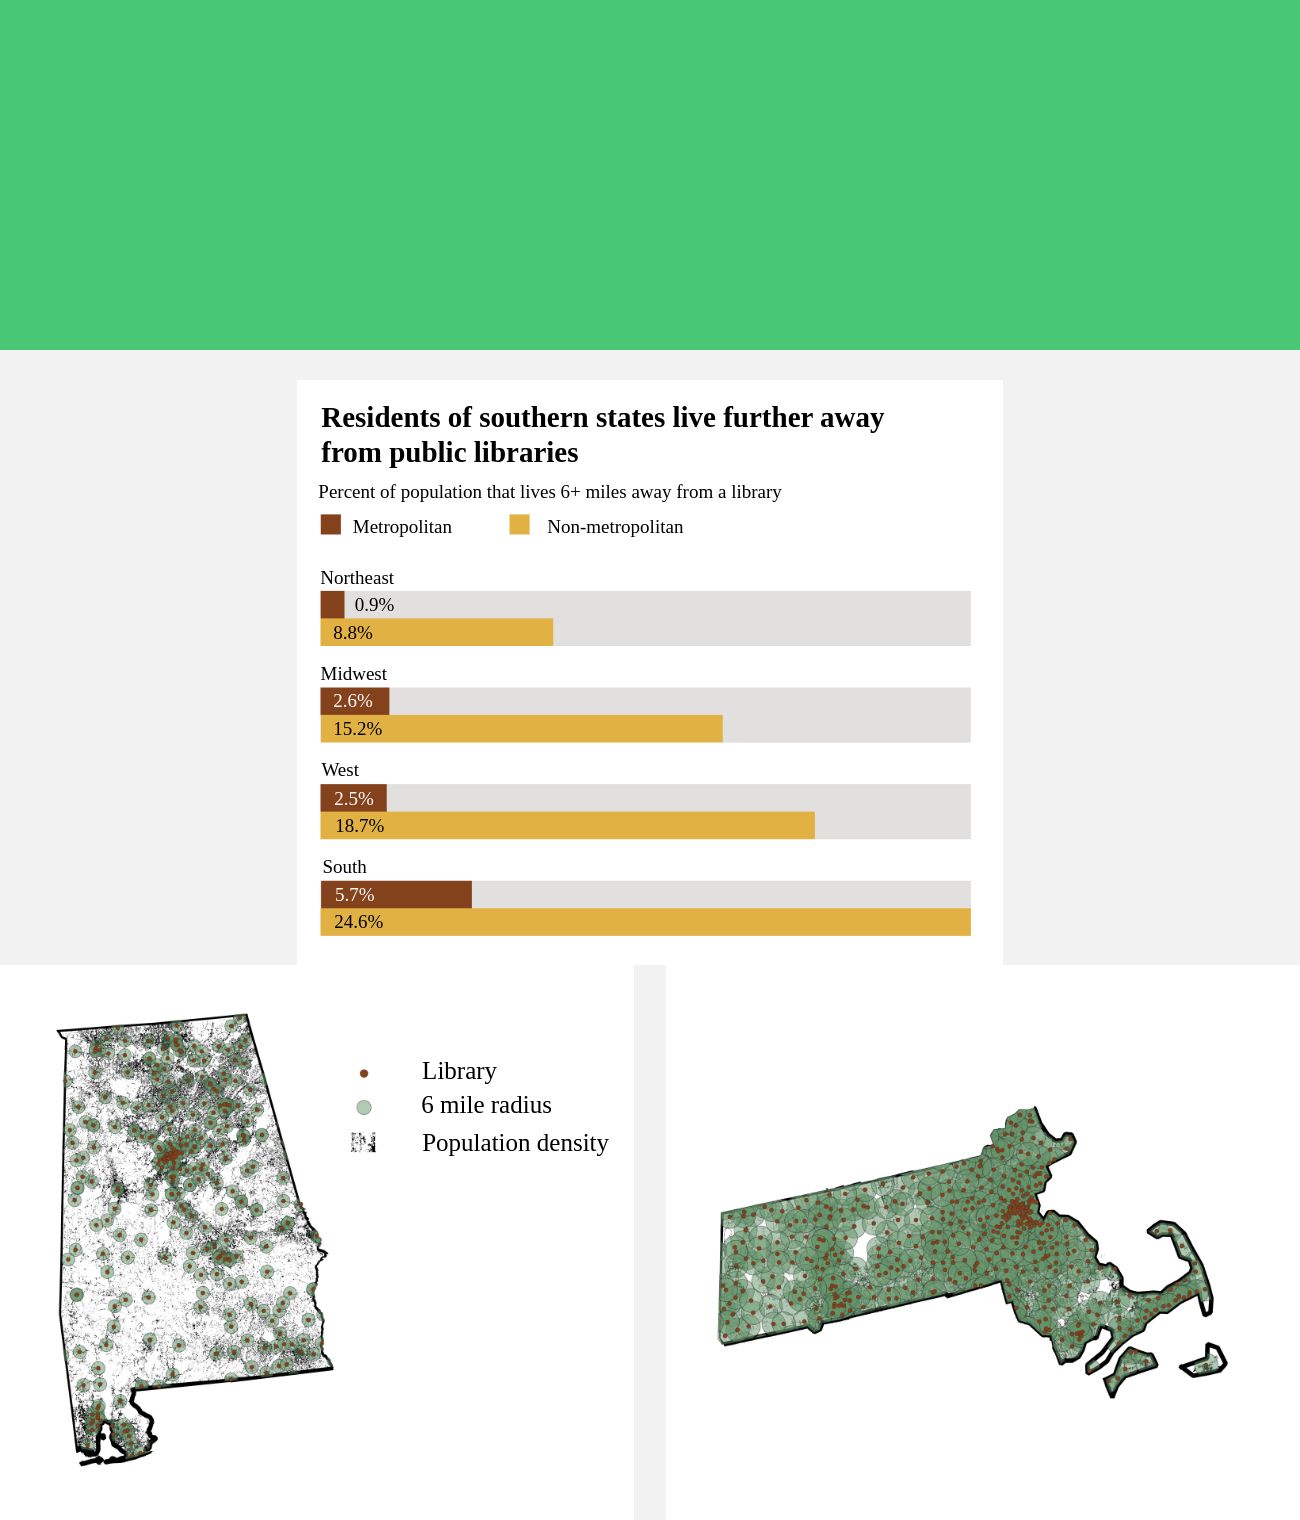 Residents of southern states live further away
from public libraries
Percent of population that lives 6+ miles away from a library
Metropolitan
Non-metropolitan
Northeast
0.9%
8.8%
Midwest
2.6%
15.2%
West
2.5%
18.7%
South
5.7%
24.6%
Library
6 mile radius
Population density